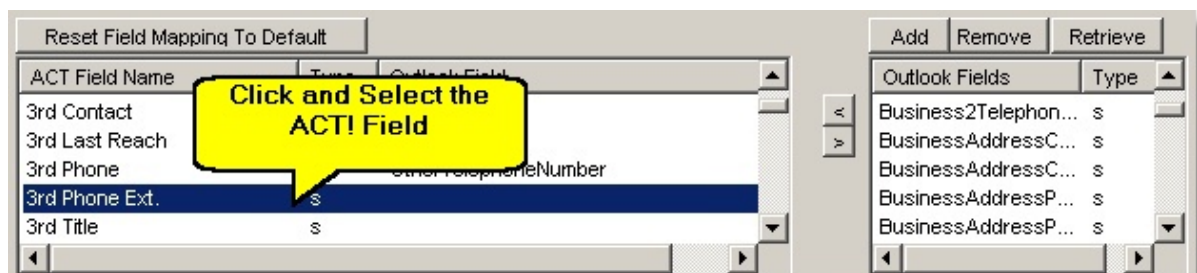 Reset Field Mapping To Default
Add Remove Retrieve
ACT Field Name
Outlook Fields Type
Click and Select the
ACT! Field
3rd Contact
3rd Last Reach
3rd Phone
3rd Phone Ext. s
3rd Title s
< 
>
Business2Telephon... s
BusinessAddressC... s
BusinessAddressC... s
BusinessAddressP... s
BusinessAddressP... s